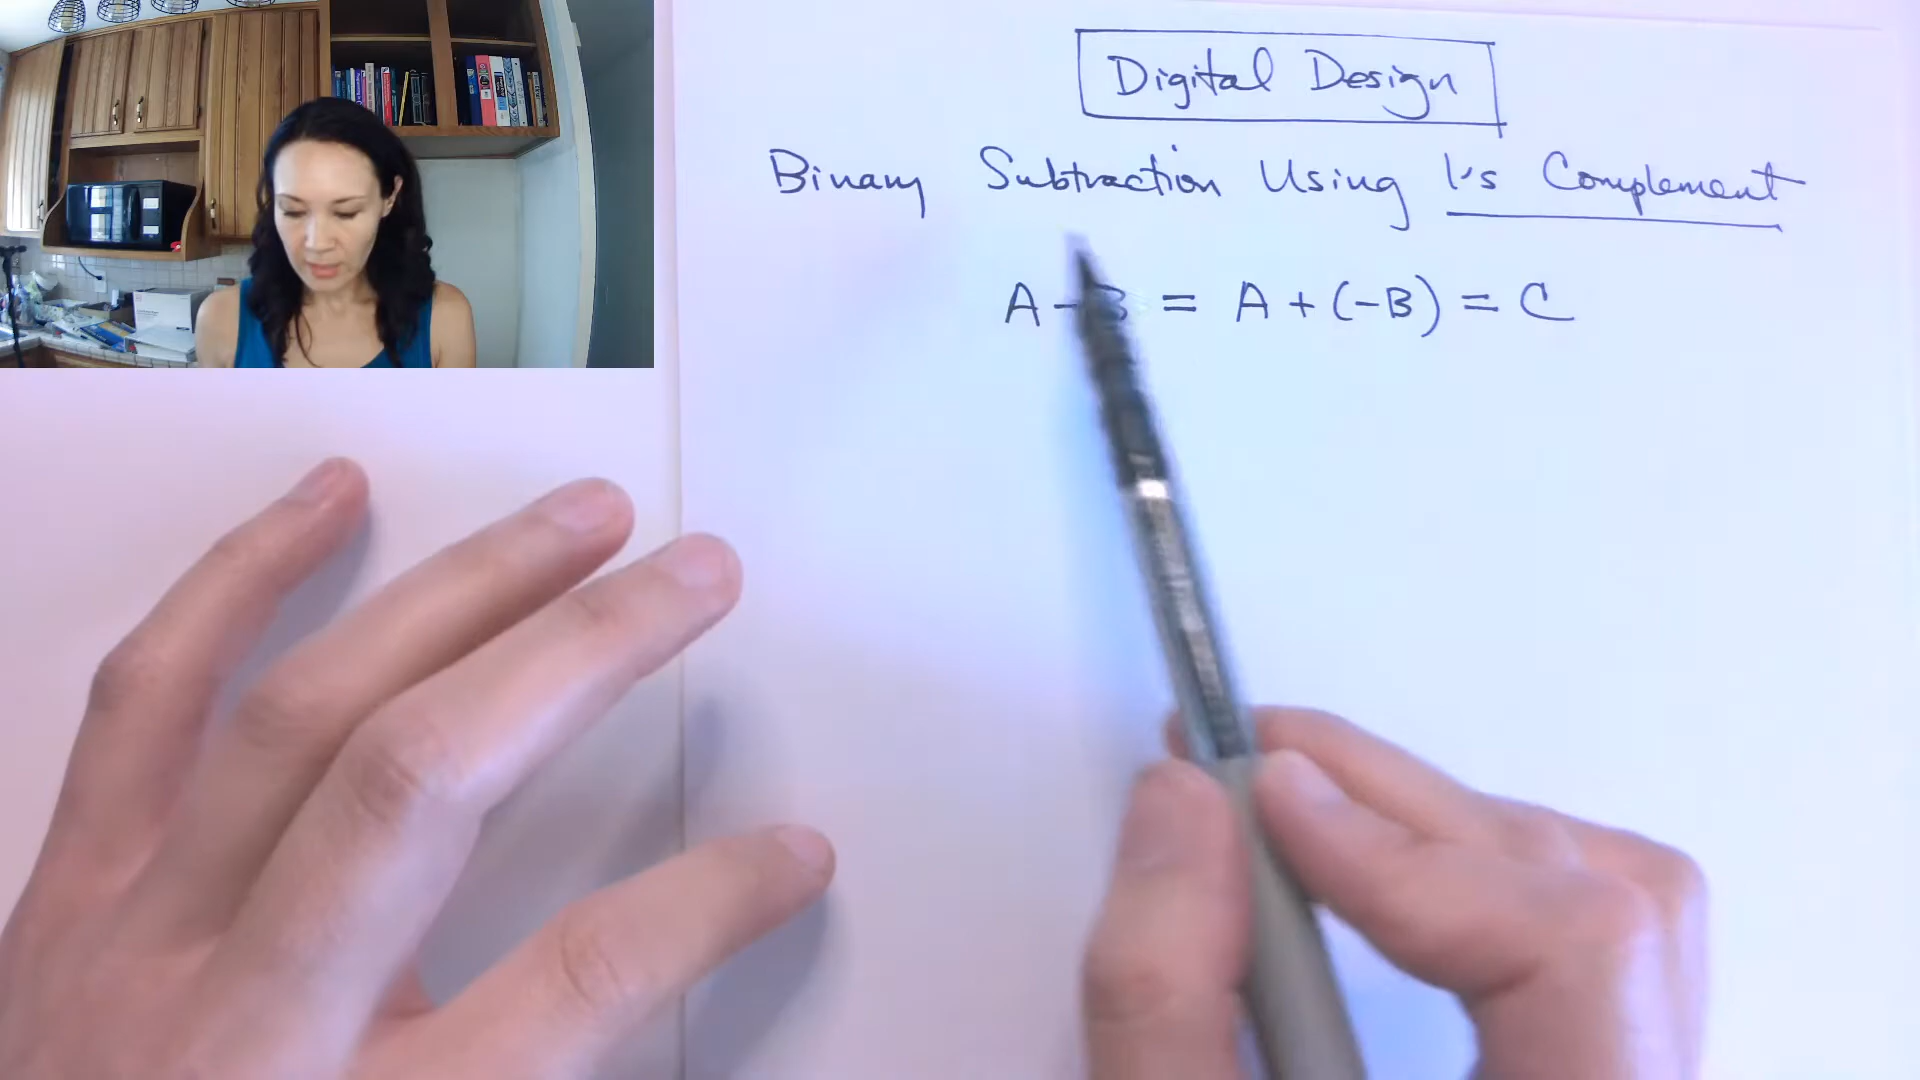 Digital Design
Binary Subtraction Using 1's Complement
A - B = A + (-B) = C